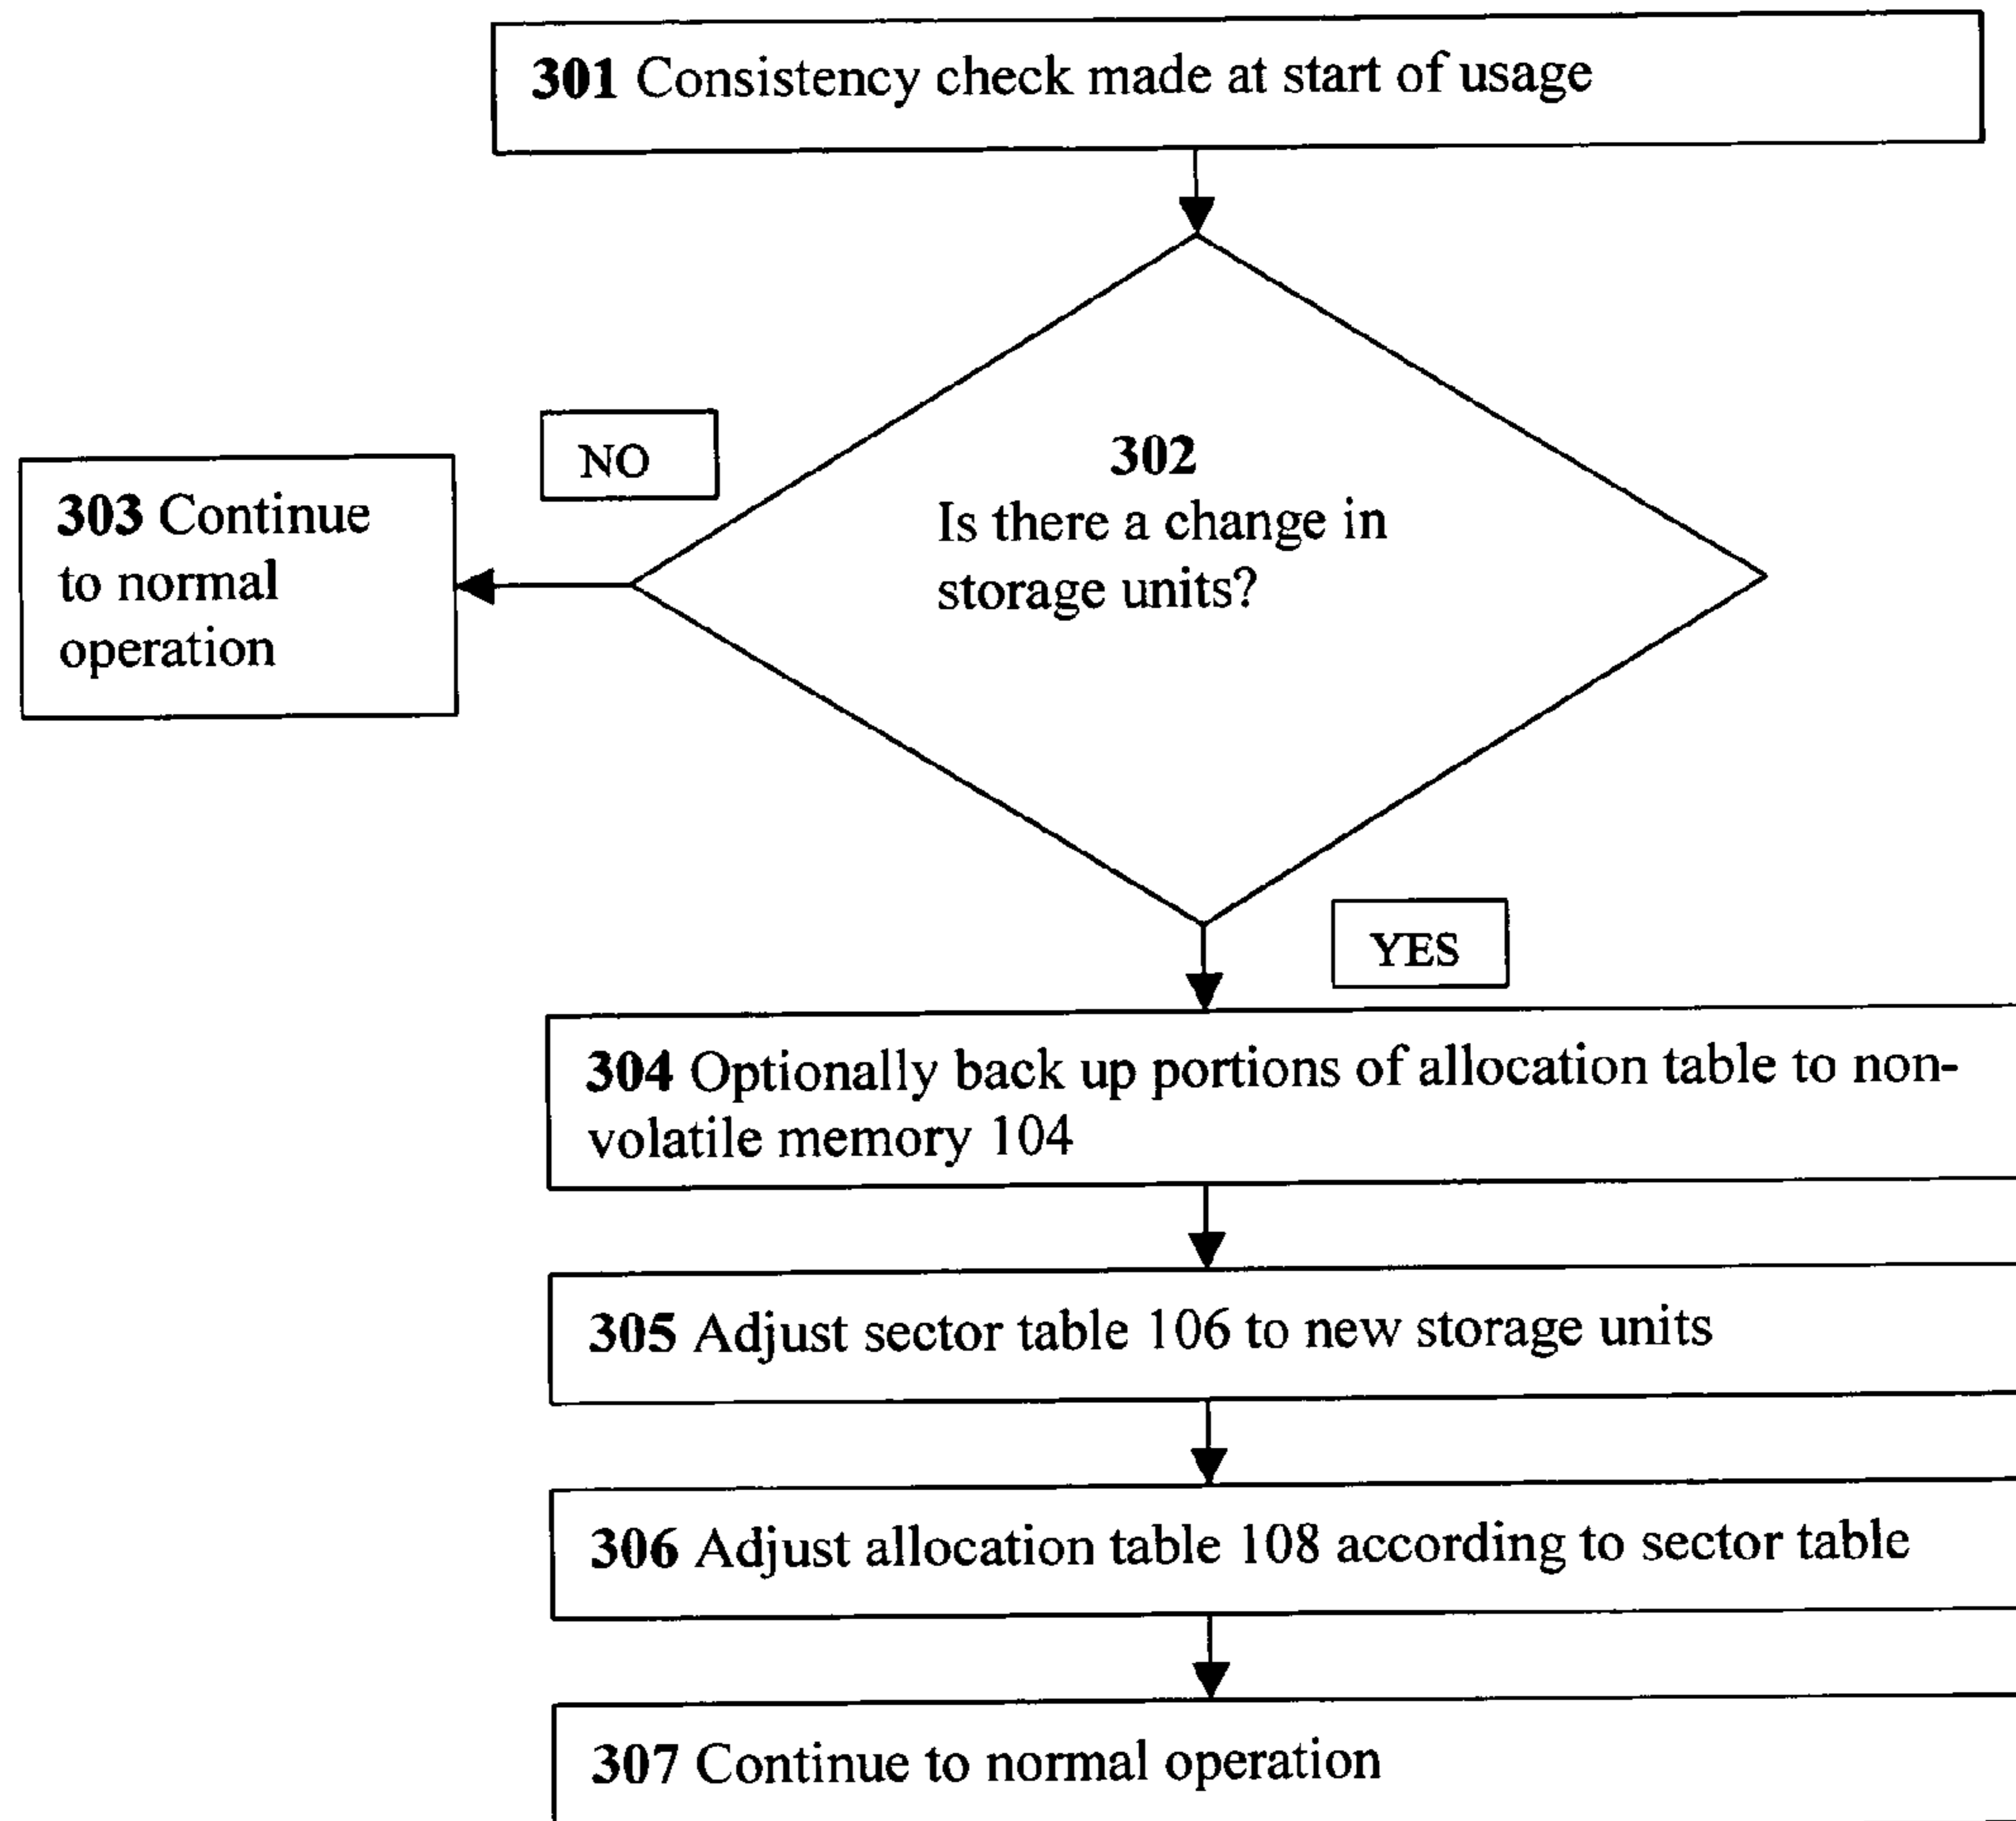 301 Consistency check made at start of usage
302
Is there a change in
storage units?
NO
303 Continue
to normal
operation
YES
304 Optionally back up portions of allocation table to non-
volatile memory 104
305 Adjust sector table 106 to new storage units
306 Adjust allocation table 108 according to sector table
307 Continue to normal operation